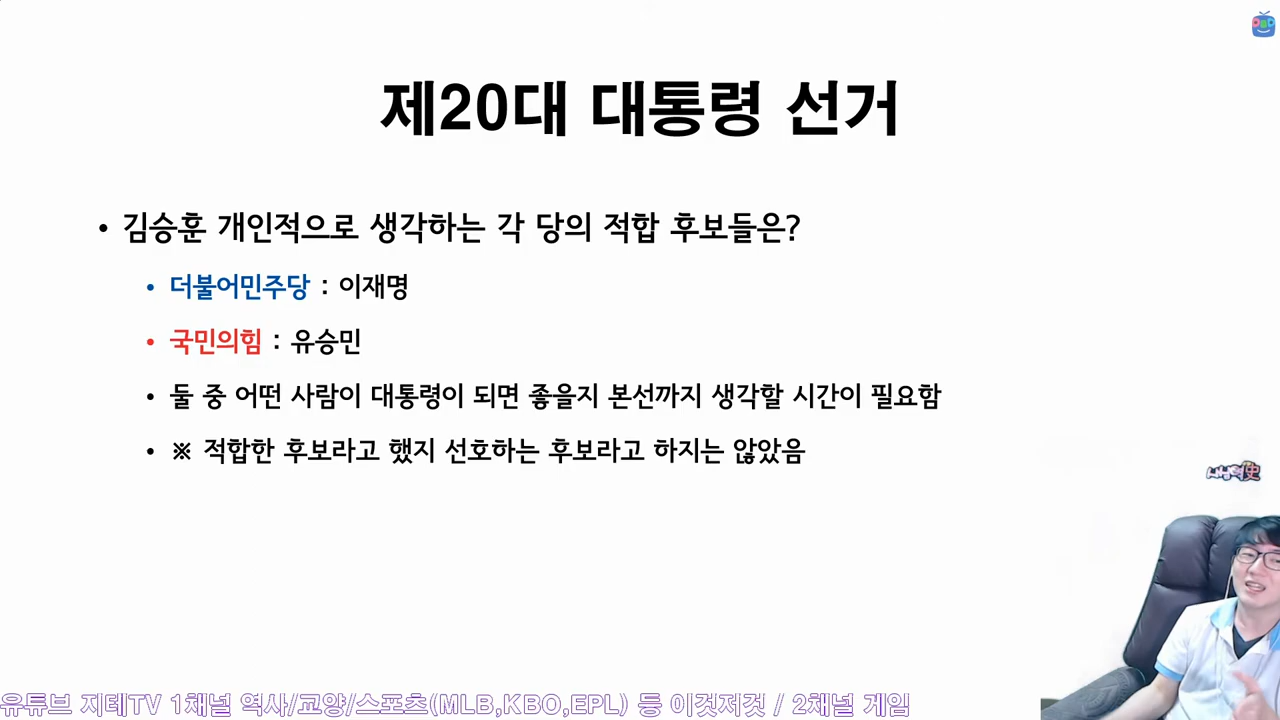 제20대 대통령 선거
• 김승훈 개인적으로 생각하는 각 당의 적합 후보들은?
• 더불어민주당 : 이재명
• 국민의힘 : 유승민
• 둘 중 어떤 사람이 대통령이 되면 좋을지 본선까지 생각할 시간이 필요함
• ※ 적합한 후보라고 했지 선호하는 후보라고 하지는 않았음
유튜브 지테TV 1채널 역사/교양/스포츠(MLB,KBO,EPL) 등 이것저것 / 2채널 게임